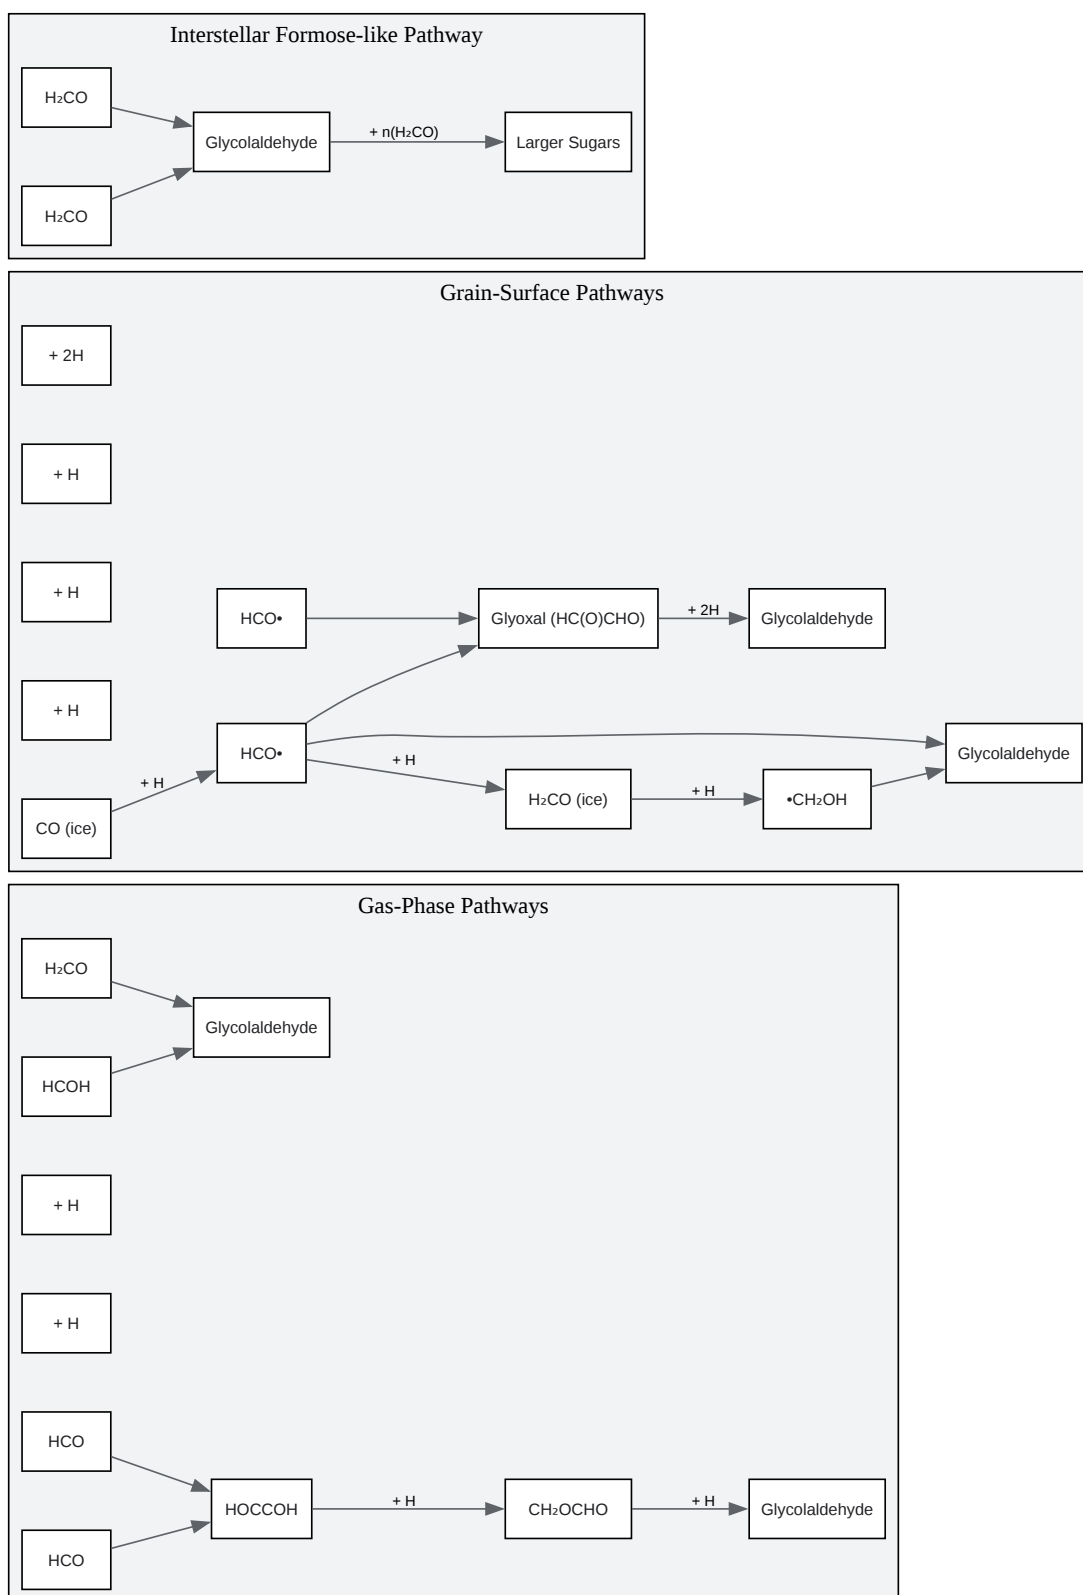 Interstellar Formose-like Pathway
H₂CO
Glycolaldehyde
+ n(H₂CO)
Larger Sugars
H₂CO
Grain-Surface Pathways
+ 2H
+ H
+ H
HCO•
Glyoxal (HC(O)CHO)
+ 2H
Glycolaldehyde
+ H
HCO•
Glycolaldehyde
+ H
+ H
H₂CO (ice)
+ H
•CH₂OH
CO (ice)
Gas-Phase Pathways
H₂CO
Glycolaldehyde
HCOH
+ H
+ H
HCO
HOCCOH
+ H
CH₂OCHO
+ H
Glycolaldehyde
HCO